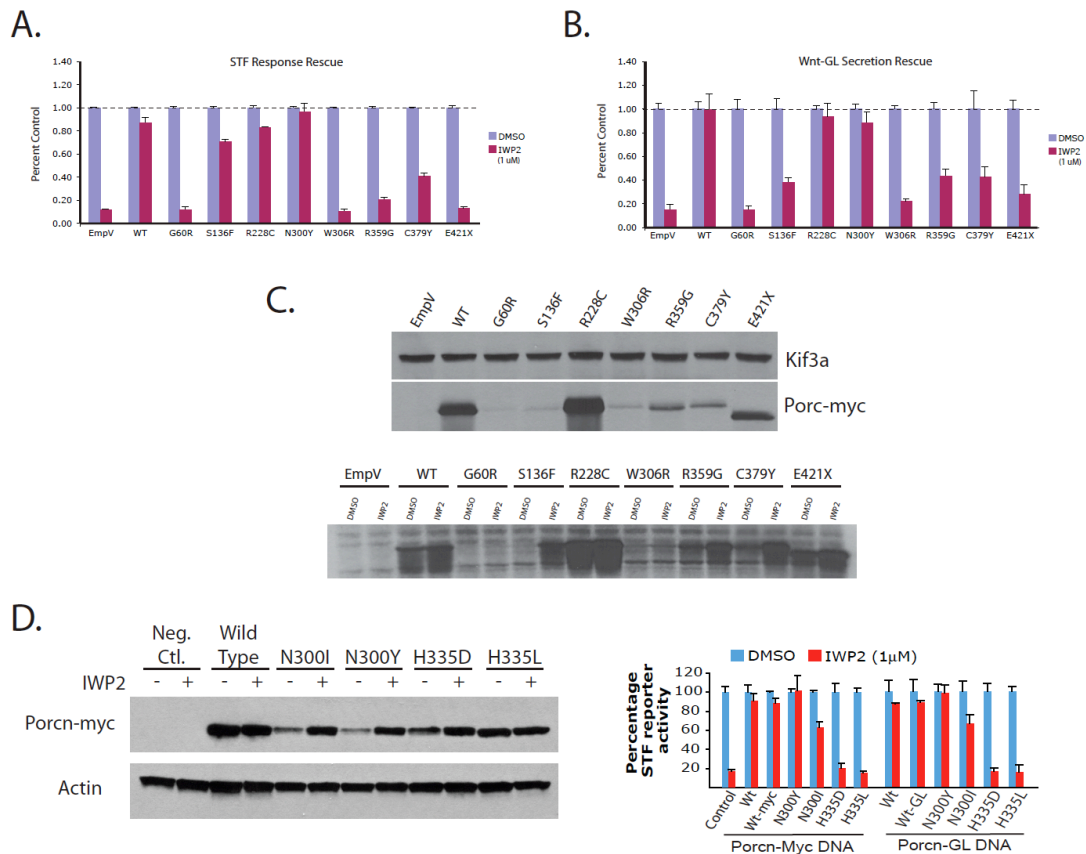 A.
STF Response Rescue
1.40
1.20
1.00
0.80
0.60
0.40
0.20
0.00
Percent Control
EmpV WT G60R S136F R228C N300Y W306R R359G C379Y E421X
DMSO
IWP2
(1 uM)
B.
Wnt-GL Secretion Rescue
1.40
1.20
1.00
0.80
0.60
0.40
0.20
0.00
Percent Control
EmpV WT G60R S136F R228C N300Y W306R R359G C379Y E421X
DMSO
IWP2
(1 uM)
C.
EmpV WT G60R S136F R228C W306R R359G C379Y E421X
Kif3a
Porc-myc
EmpV WT G60R S136F R228C W306R R359G C379Y E421X
DMSO IWP2 DMSO IWP2 DMSO IWP2 DMSO IWP2 DMSO IWP2 DMSO IWP2 DMSO IWP2 DMSO IWP2 DMSO IWP2
D.
Neg. Ctl. Wild Type N300I N300Y H335D H335L
IWP2 - + - + - + - + - + - +
Porcn-myc
Actin
DMSO IWP2 (1µM)
Percentage STF reporter activity
120
100
80
60
40
20
Control Wt Wt-myc N300Y N300I H335D H335L Wt Wt-GL N300Y N300I H335D H335L
Porcn-Myc DNA Porcn-GL DNA